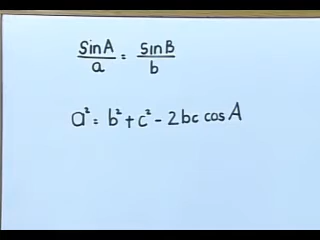 sinA/a = sinB/b
a² = b² + c² - 2bc cos A